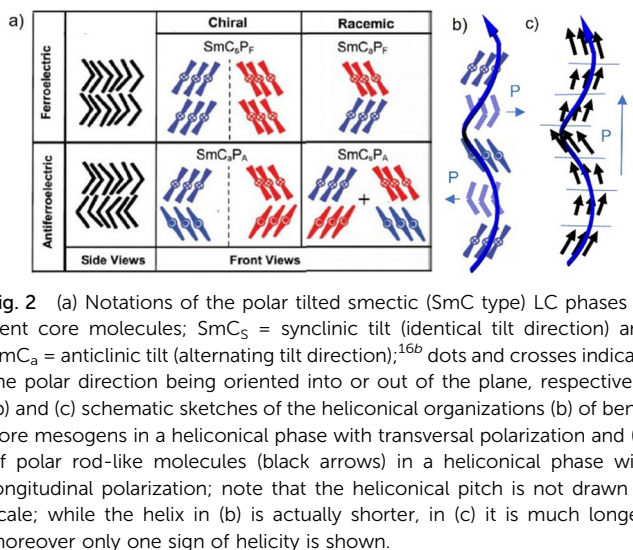 a)
Chiral
Racemic
b)
c)
Ferroelectric
SmCsPF
SmCaPF
P
P
Antiferroelectric
SmCaPA
SmCsPA
+
P
Side Views
Front Views
ig. 2 (a) Notations of the polar tilted smectic (SmC type) LC phases
ent core molecules; SmCS = synclinic tilt (identical tilt direction) an
mCa = anticlinic tilt (alternating tilt direction);16b dots and crosses indica
he polar direction being oriented into or out of the plane, respective
b) and (c) schematic sketches of the heliconical organizations (b) of ben
ore mesogens in a heliconical phase with transversal polarization and (
f polar rod-like molecules (black arrows) in a heliconical phase wi
ongitudinal polarization; note that the heliconical pitch is not drawn
cale; while the helix in (b) is actually shorter, in (c) it is much longe
moreover only one sign of helicity is shown.